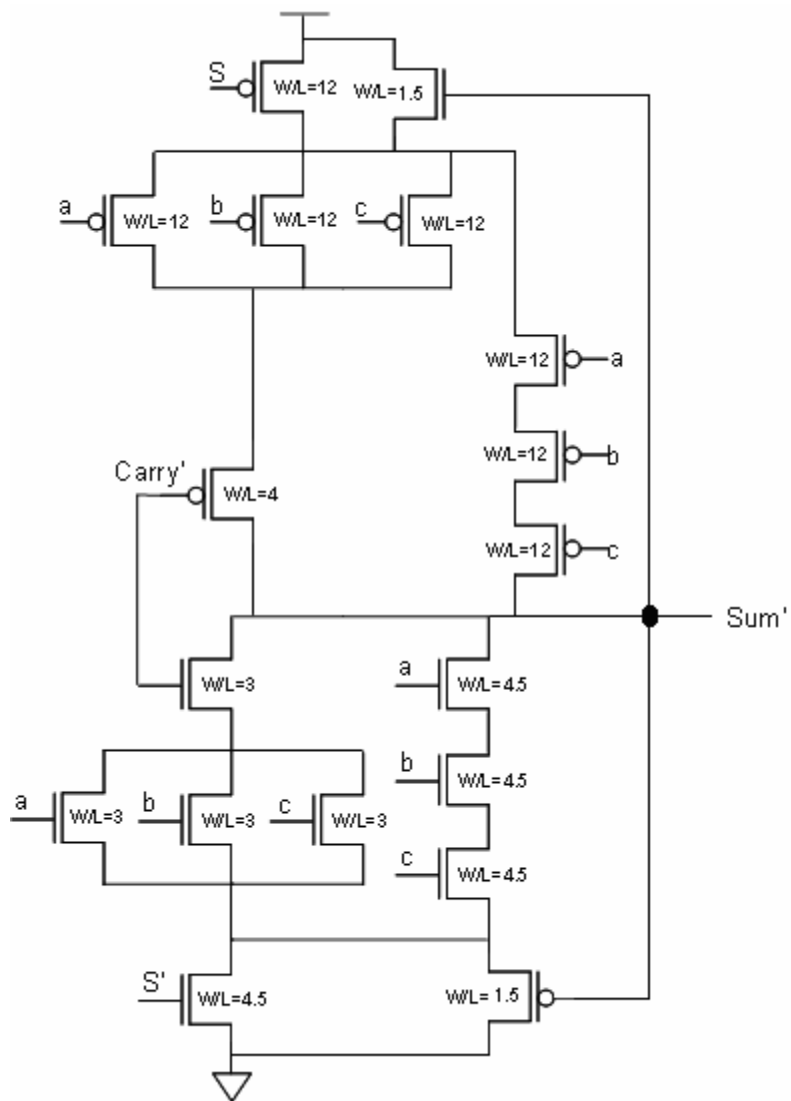 S W/L=12 W/L=1.5
a W/L=12 b W/L=12 c W/L=12
W/L=12 a
Carry' W/L=4 W/L=12 b
W/L=12 c
Sum'
W/L=3 a W/L=4.5
a W/L=3 b W/L=3 c W/L=3 b W/L=4.5
c W/L=4.5
S' W/L=4.5 W/L= 1.5